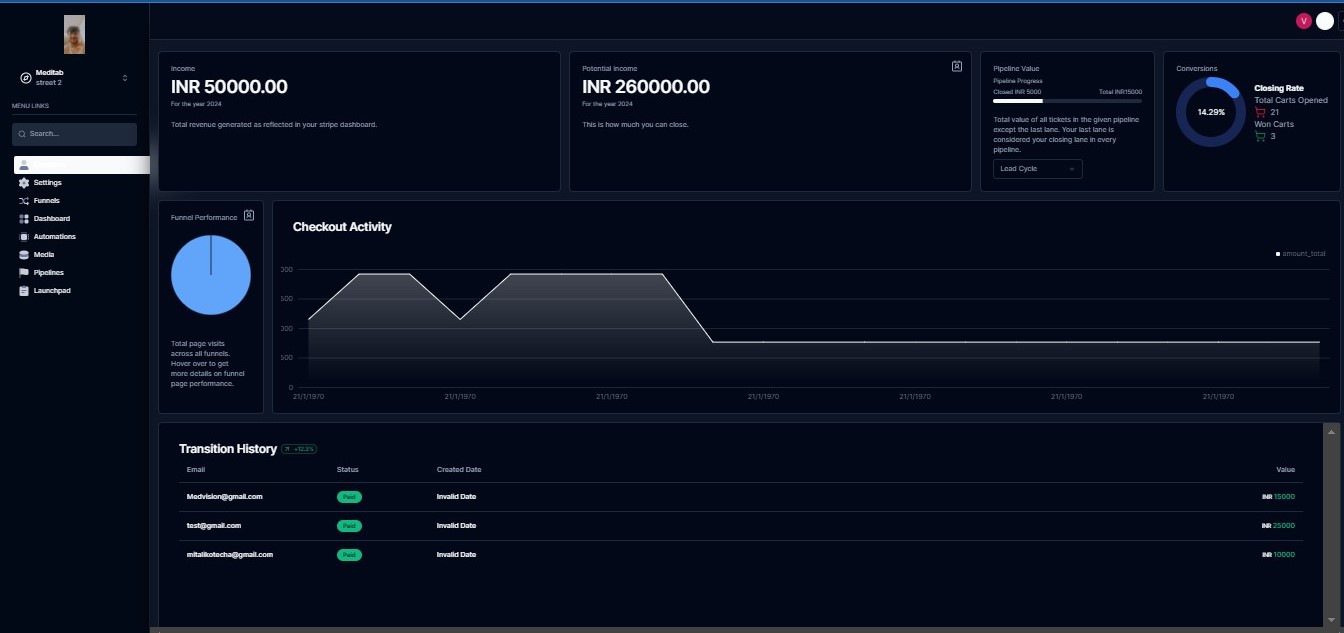 V
Meditab
street 2
MENU LINKS
Search...
Settings
Funnels
Dashboard
Automations
Media
Pipelines
Launchpad
Income
INR 50000.00
For the year 2024
Total revenue generated as reflected in your stripe dashboard.
Potential Income
INR 260000.00
For the year 2024
This is how much you can close.
Pipeline Value
Pipeline Progress
Closed INR 5000 Total INR15000
Total value of all tickets in the given pipeline
except the last lane. Your last lane is
considered your closing lane in every
pipeline.
Lead Cycle
Conversions
14.29%
Closing Rate
Total Carts Opened
21
Won Carts
3
Funnel Performance
Total page visits
across all funnels.
Hover over to get
more details on funnel
page performance.
Checkout Activity
amount_total
000
500
000
500
0
21/1/1970 21/1/1970 21/1/1970 21/1/1970 21/1/1970 21/1/1970 21/1/1970
Transition History +12.3%
Email Status Created Date Value
Medvision@gmail.com Paid Invalid Date INR 15000
test@gmail.com Paid Invalid Date INR 25000
mitalikotecha@gmail.com Paid Invalid Date INR 10000